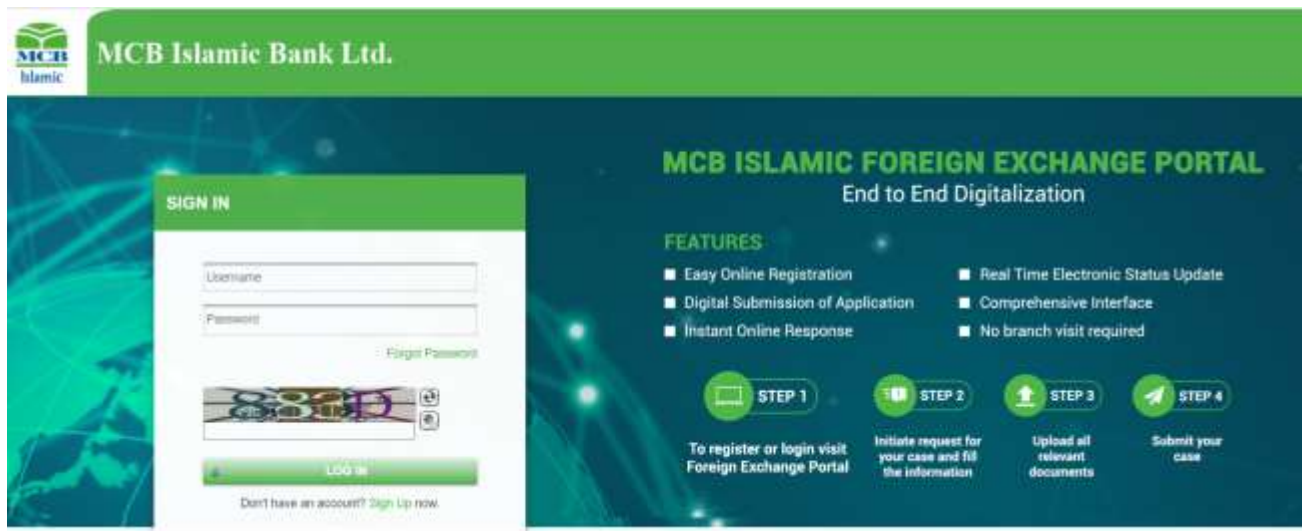 MCB
Islamic
MCB Islamic Bank Ltd.
SIGN IN
Username
Password
Forgot Password
LOG IN
Don't have an account? Sign Up now.
MCB ISLAMIC FOREIGN EXCHANGE PORTAL
End to End Digitalization
FEATURES
Easy Online Registration
Digital Submission of Application
Instant Online Response
Real Time Electronic Status Update
Comprehensive Interface
No branch visit required
STEP 1
To register or login visit
Foreign Exchange Portal
STEP 2
Initiate request for
your case and fill
the information
STEP 3
Upload all
relevant
documents
STEP 4
Submit your
case